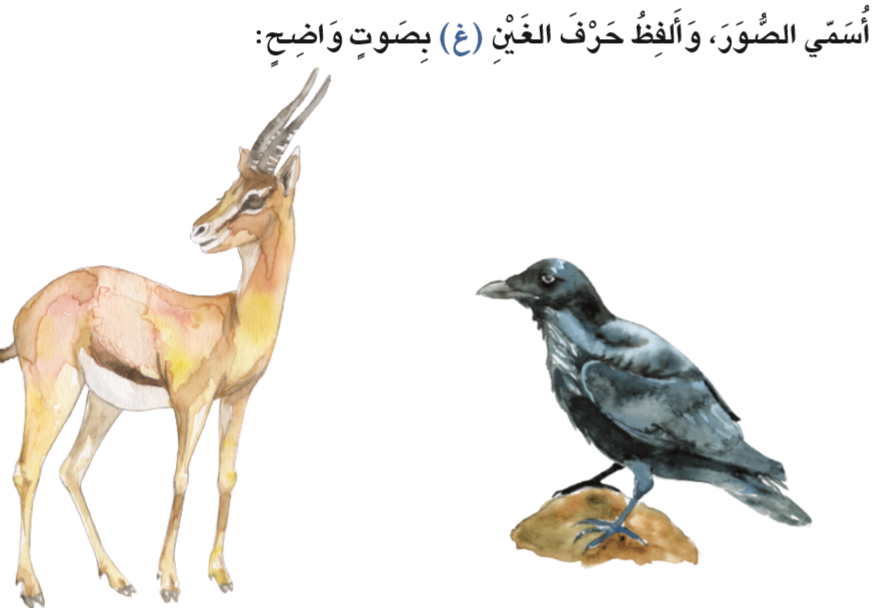 أُسَمّي الصُّوَرَ، وَأَلفِظُ حَرْفَ الغَيْنِ (غ) بِصَوتٍ وَاضِحٍ: